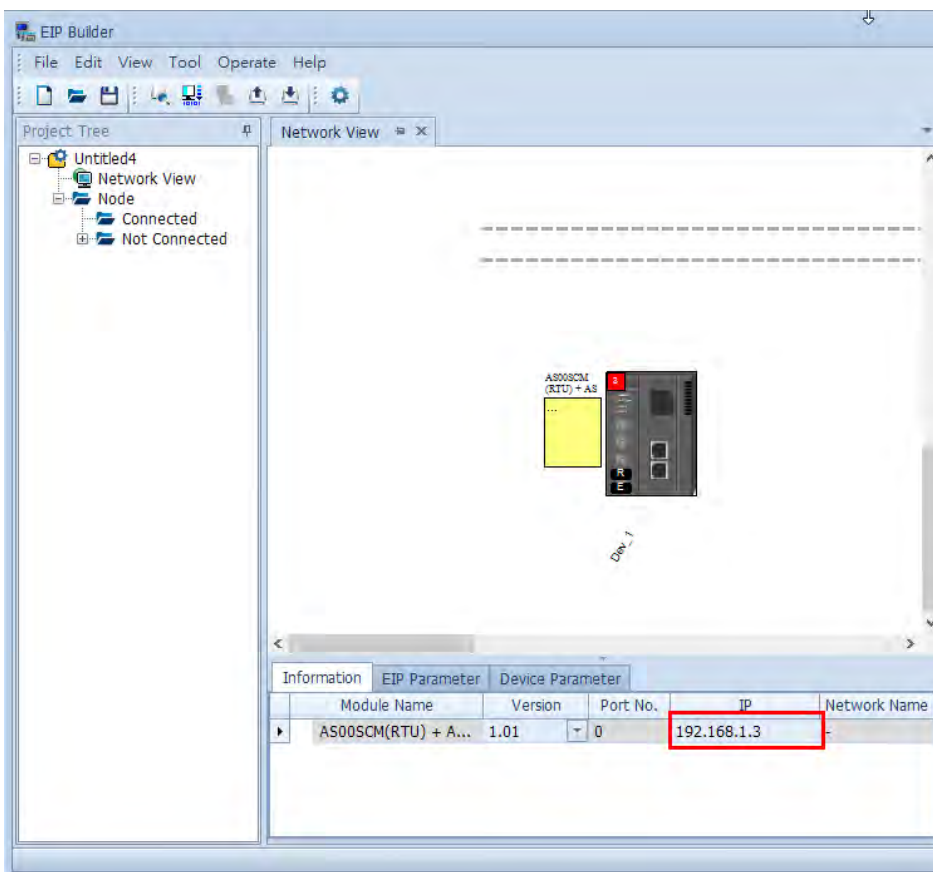 EIP Builder
File Edit View Tool Operate Help
Project Tree
Network View
Untitled4
Network View
Node
Connected
Not Connected
AS00SCM
(RTU) + AS
...
R
E
Dev_1
Information EIP Parameter Device Parameter
Module Name Version Port No. IP Network Name
AS00SCM(RTU) + A... 1.01 0 192.168.1.3 -